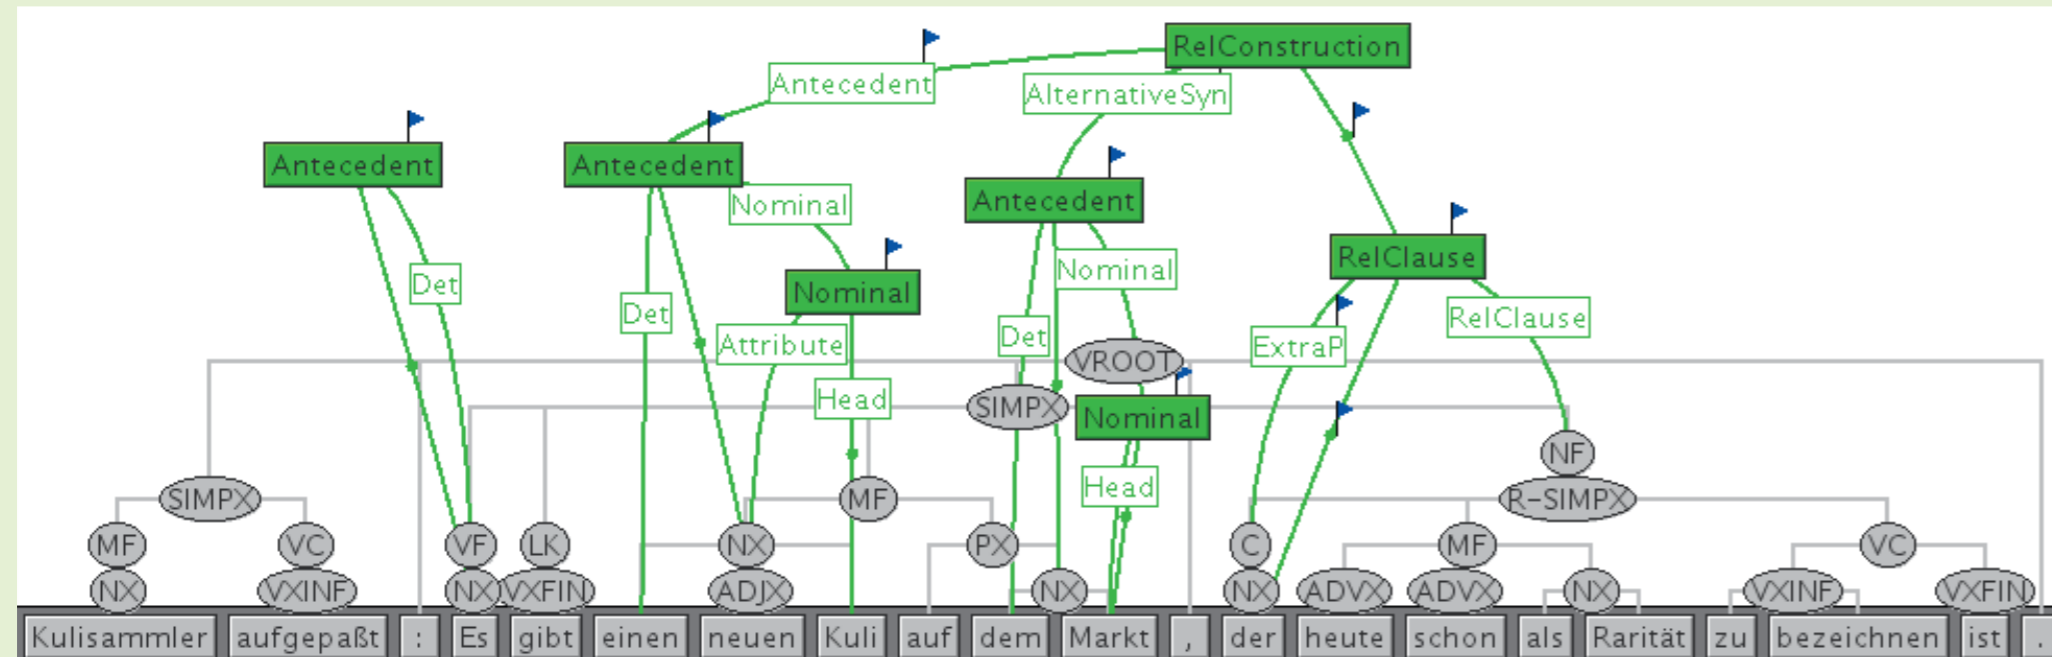 RelConstruction
Antecedent AlternativeSyn
Antecedent Antecedent
Nominal Antecedent
RelClause
Det Nominal Nominal
Det Attribute Det ExtraP RelClause
VROOT
Head SIMPX Nominal
NF
SIMPX MF Head R-SIMPX
MF VC VF LK NX PX C MF VC
NX VXINF NX VXFIN ADJX NX NX ADVX ADVX NX VXINF VXFIN
Kulisammler aufgepaßt : Es gibt einen neuen Kuli auf dem Markt , der heute schon als Rarität zu bezeichnen ist .